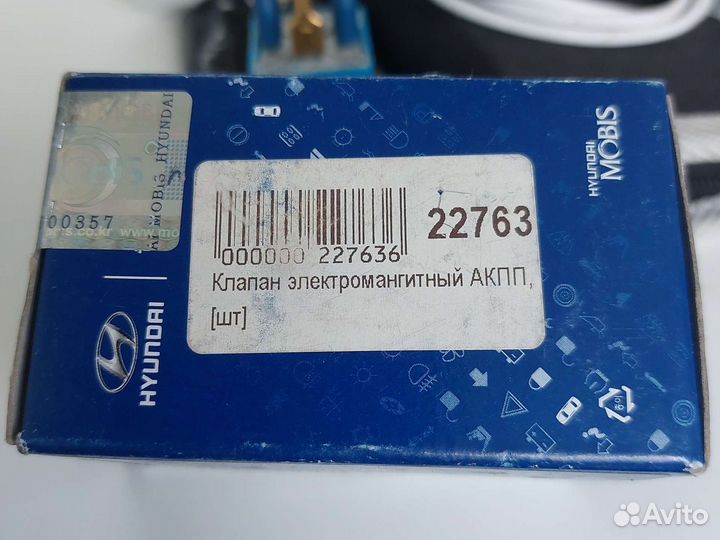 HYUNDAI
MOBIS
MOBIS HYUNDAI
00357
22763
000000 227636
Клапан электромангитный АКПП,
[шт]
HYUNDAI
Avito